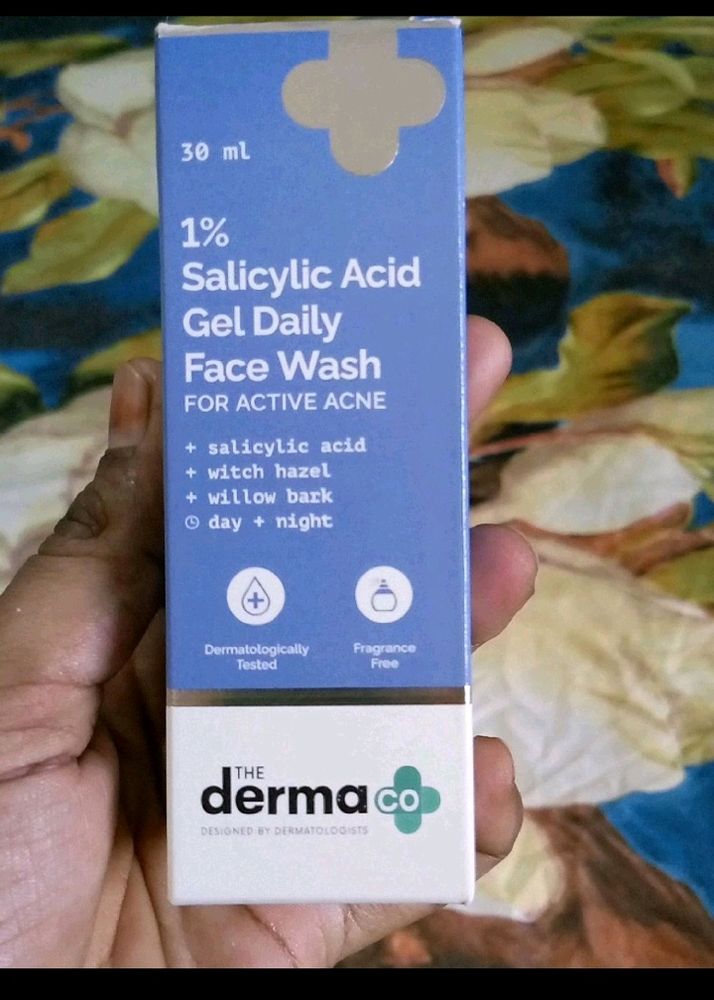 30 ml
1%
Salicylic Acid
Gel Daily
Face Wash
FOR ACTIVE ACNE
+ salicylic acid
+ witch hazel
+ willow bark
day + night
Dermatologically
Tested
Fragrance
Free
THE
derma co
DESIGNED BY DERMATOLOGISTS